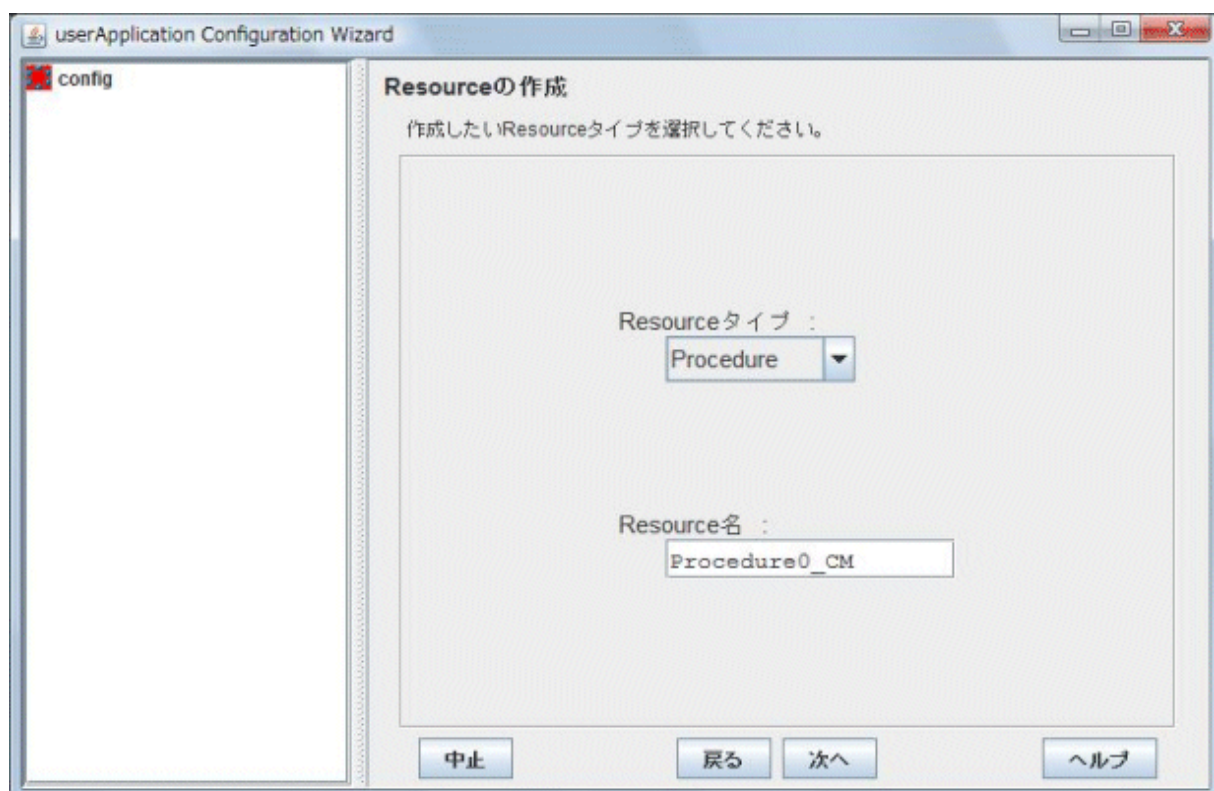 userApplication Configuration Wizard
config
Resourceの作成
作成したいResourceタイプを選択してください。
Resourceタイプ :
Procedure
Resource名 :
Procedure0_CM
中止
戻る
次へ
ヘルプ